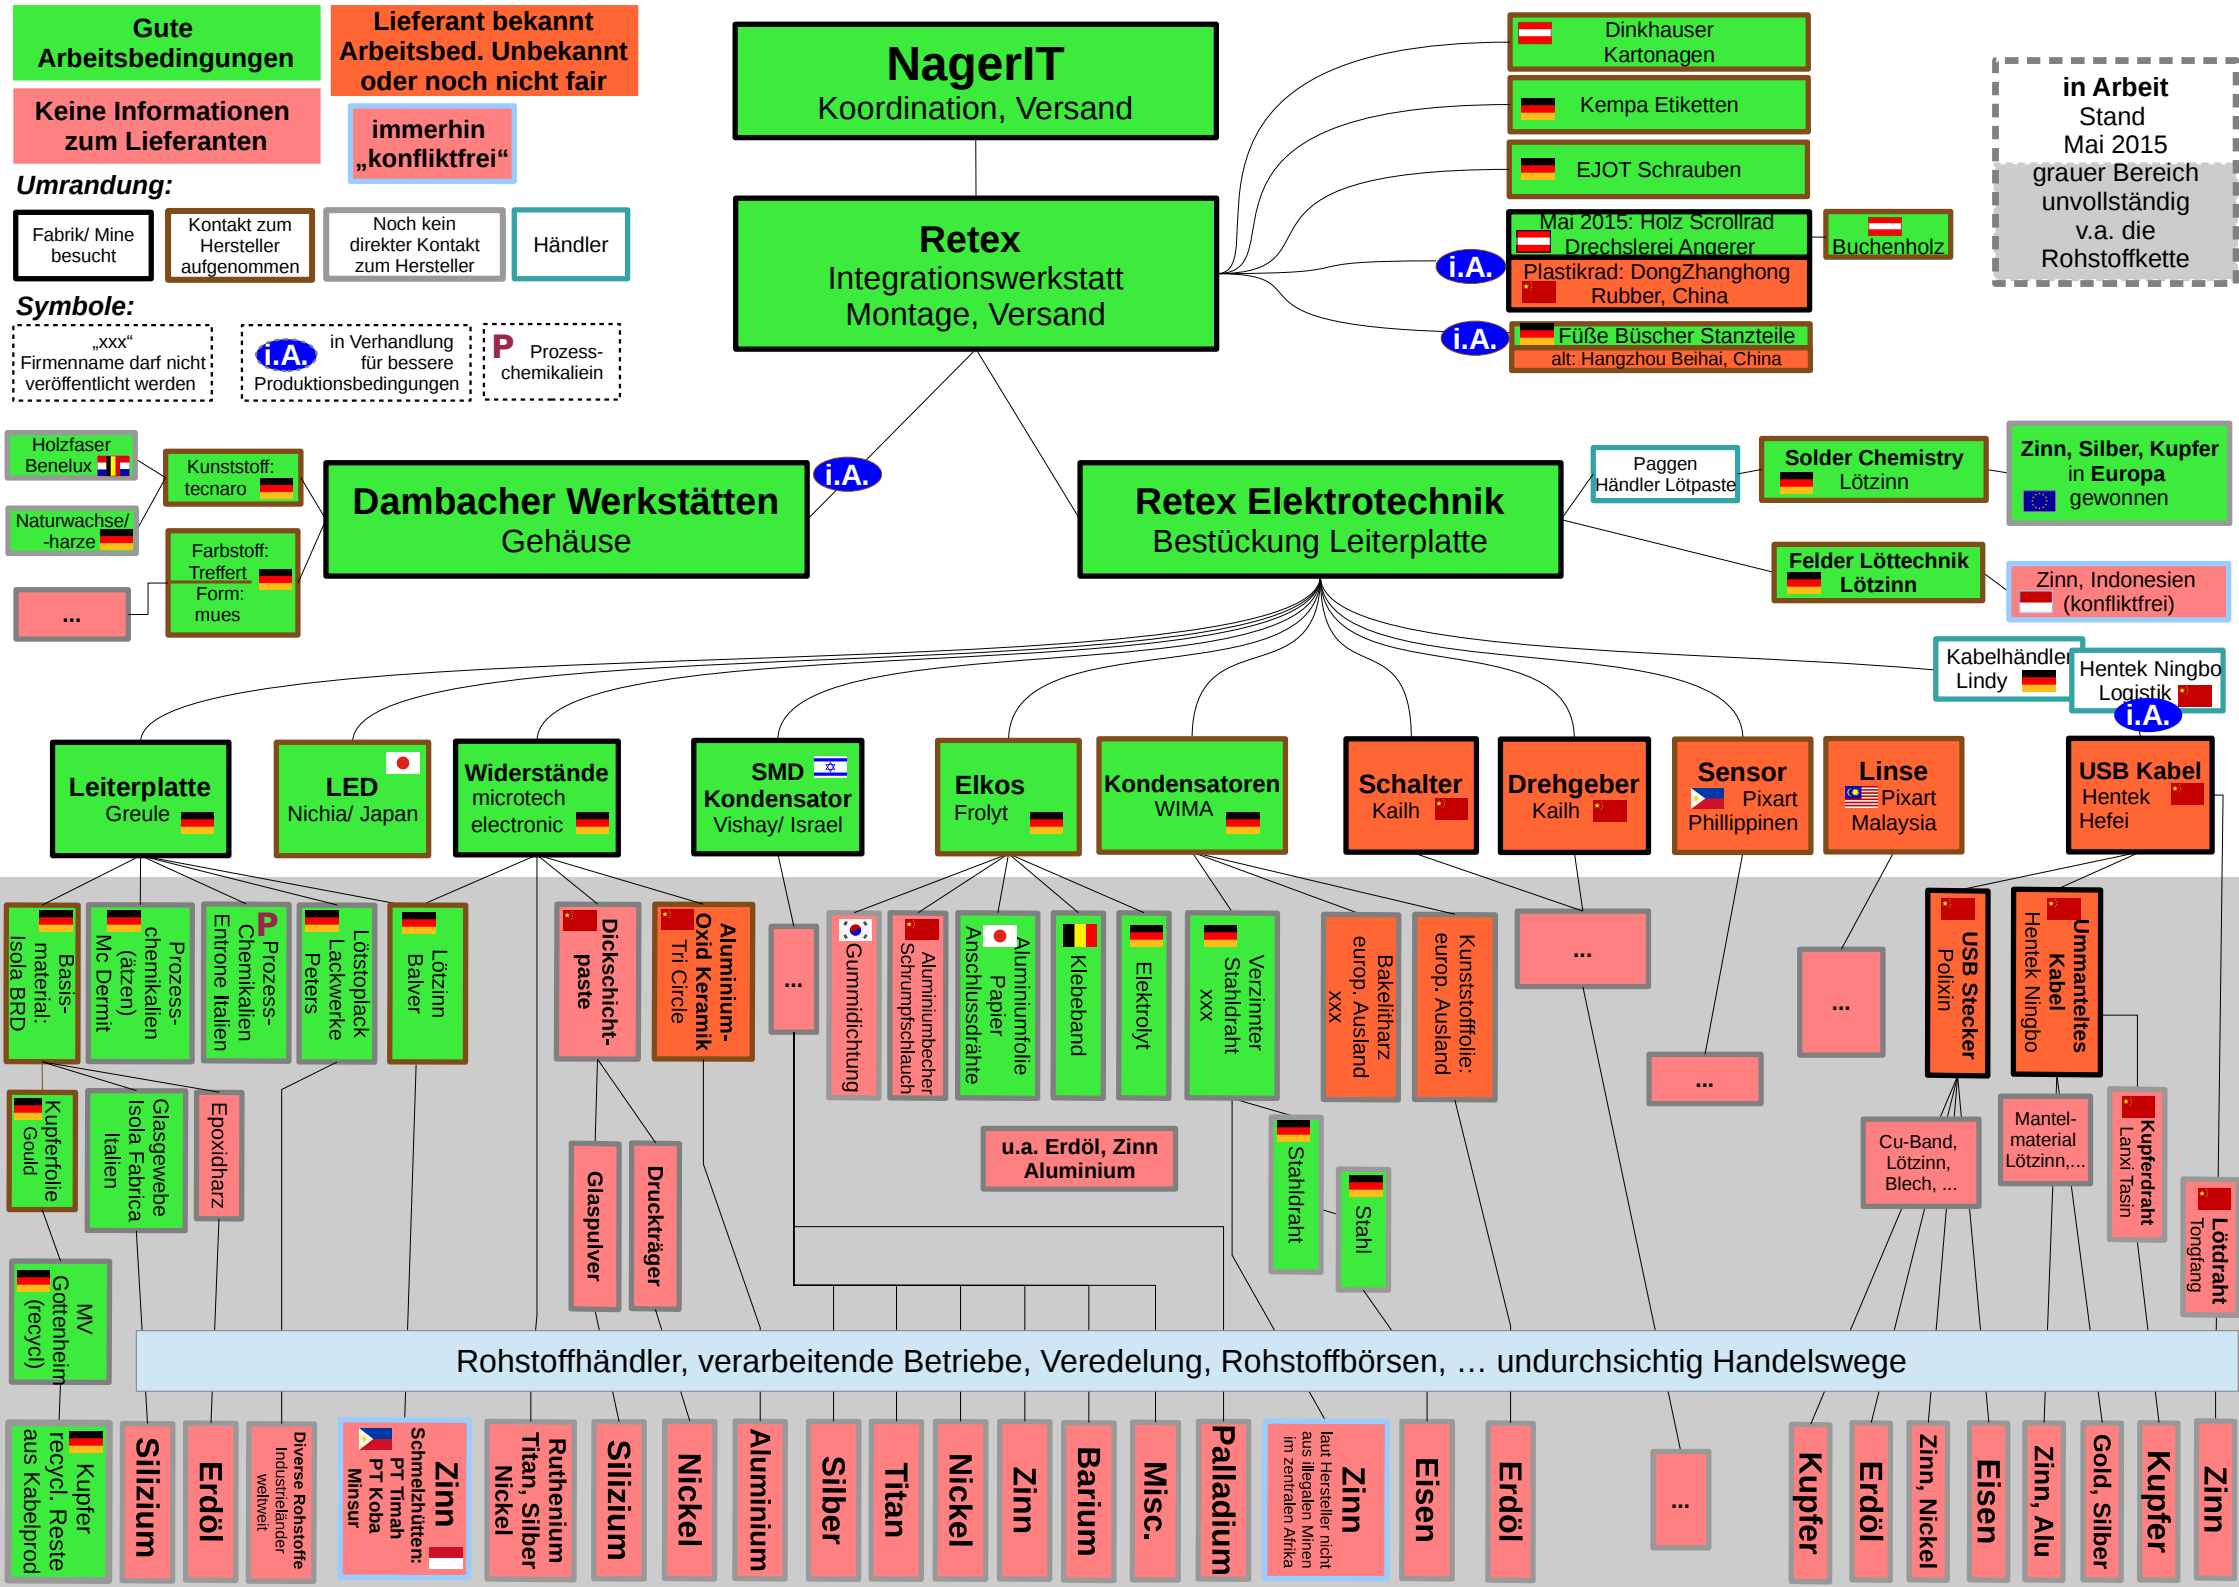 Gute
Arbeitsbedingungen
Lieferant bekannt
Arbeitsbed. Unbekannt
oder noch nicht fair
Keine Informationen
zum Lieferanten
immerhin
„konfliktfrei“
Umrandung:
Fabrik/ Mine
besucht
Kontakt zum
Hersteller
aufgenommen
Noch kein
direkter Kontakt
zum Hersteller
Händler
Symbole:
„xxx“
Firmenname darf nicht
veröffentlicht werden
i.A.
in Verhandlung
für bessere
Produktionsbedingungen
P
Prozess-
chemikaliein
NagerIT
Koordination, Versand
Retex
Integrationswerkstatt
Montage, Versand
Dinkhauser
Kartonagen
Kempa Etiketten
EJOT Schrauben
i.A.
Mai 2015: Holz Scrollrad
Drechslerei Angerer
Plastikrad: DongZhanghong
Rubber, China
Buchenholz
i.A.
Füße Büscher Stanzteile
alt: Hangzhou Beihai, China
in Arbeit
Stand
Mai 2015
grauer Bereich
unvollständig
v.a. die
Rohstoffkette
Holzfaser
Benelux
Naturwachse/
-harze
...
Kunststoff:
tecnaro
Farbstoff:
Treffert
Form:
mues
Dambacher Werkstätten
Gehäuse
i.A.
Retex Elektrotechnik
Bestückung Leiterplatte
Paggen
Händler Lötpaste
Solder Chemistry
Lötzinn
Zinn, Silber, Kupfer
in Europa
gewonnen
Felder Löttechnik
Lötzinn
Zinn, Indonesien
(konfliktfrei)
Kabelhändler
Lindy
Hentek Ningbo
Logistik
i.A.
Leiterplatte
Greule
LED
Nichia/ Japan
Widerstände
microtech
electronic
SMD
Kondensator
Vishay/ Israel
Elkos
Frolyt
Kondensatoren
WIMA
Schalter
Kailh
Drehgeber
Kailh
Sensor
Pixart
Phillippinen
Linse
Pixart
Malaysia
USB Kabel
Hentek
Hefei
Basis-
material:
Isola BRD
Prozess-
chemikalien
(ätzen)
Mc Dermit
P
Prozess-
Chemikalien
Entrone Italien
Lötstoplack
Lackwerke
Peters
Lötzinn
Balver
Dickschicht-
paste
Aluminium-
Oxid Keramik
Tri Circle
...
Gummidichtung
Aluminiumbecher
Schrumpfschlauch
Aluminiumfolie
Papier
Anschlussdrähte
Klebeband
Elektrolyt
Verzinnter
Stahldraht
xxx
Bakelitharz
europ. Ausland
xxx
Kunststofffolie:
europ. Ausland
...
...
...
USB Stecker
Polixin
Ummanteltes
Kabel
Hentek Ningbo
Kupferfolie
Gould
Glasgewebe
Isola Fabrica
Italien
Epoxidharz
Glaspulver
Druckträger
u.a. Erdöl, Zinn
Aluminium
Stahldraht
Stahl
Cu-Band,
Lötzinn,
Blech, ...
Mantel-
material
Lötzinn,...
Kupferdraht
Lanxi Tasin
Lötdraht
Tongfang
MV
Gottenheim
(recycl)
Rohstoffhändler, verarbeitende Betriebe, Veredelung, Rohstoffbörsen, … undurchsichtig Handelswege
Kupfer
recycl. Reste
aus Kabelprod
Silizium
Erdöl
Diverse Rohstoffe
Industrieländer
weltweit
Zinn
Schmelzhütten:
PT Timah
PT Koba
Minsur
Ruthenium
Titan, Silber
Nickel
Silizium
Nickel
Aluminium
Silber
Titan
Nickel
Zinn
Barium
Misc.
Palladium
Zinn
laut Hersteller nicht
aus illegalen Minen
im zentralen Afrika
Eisen
Erdöl
...
Kupfer
Erdöl
Zinn, Nickel
Eisen
Zinn, Alu
Gold, Silber
Kupfer
Zinn